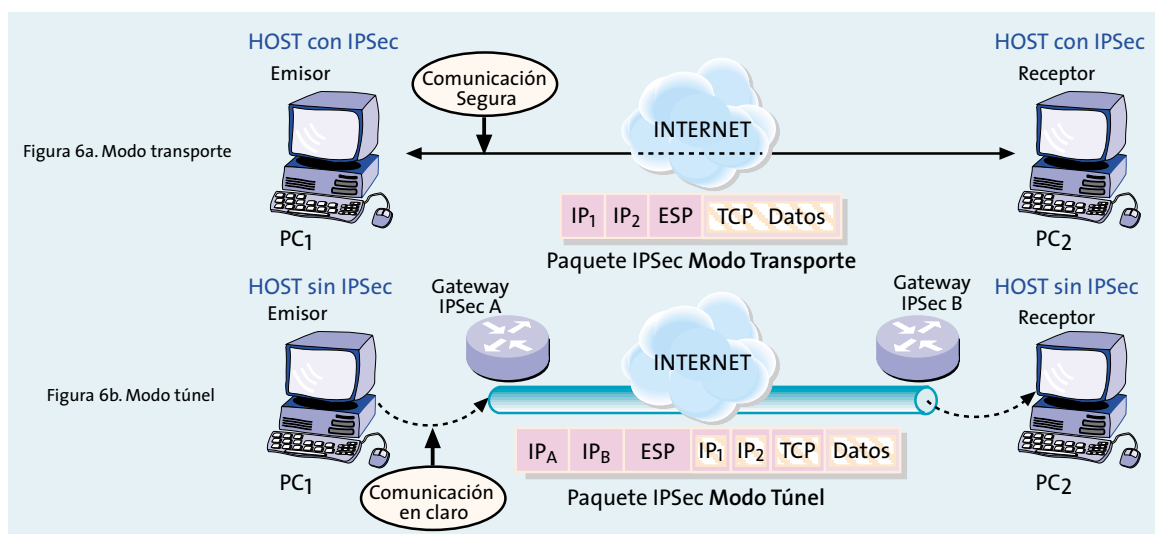 HOST con IPSec
Emisor
Comunicación
Segura
INTERNET
HOST con IPSec
Receptor
Figura 6a. Modo transporte
PC1
IP1 IP2 ESP TCP Datos
PC2
Paquete IPSec Modo Transporte
HOST sin IPSec
Emisor
Gateway
IPSec A
INTERNET
Gateway
IPSec B
HOST sin IPSec
Receptor
Figura 6b. Modo túnel
PC1
IPA IPB ESP IP1 IP2 TCP Datos
PC2
Comunicación
en claro
Paquete IPSec Modo Túnel